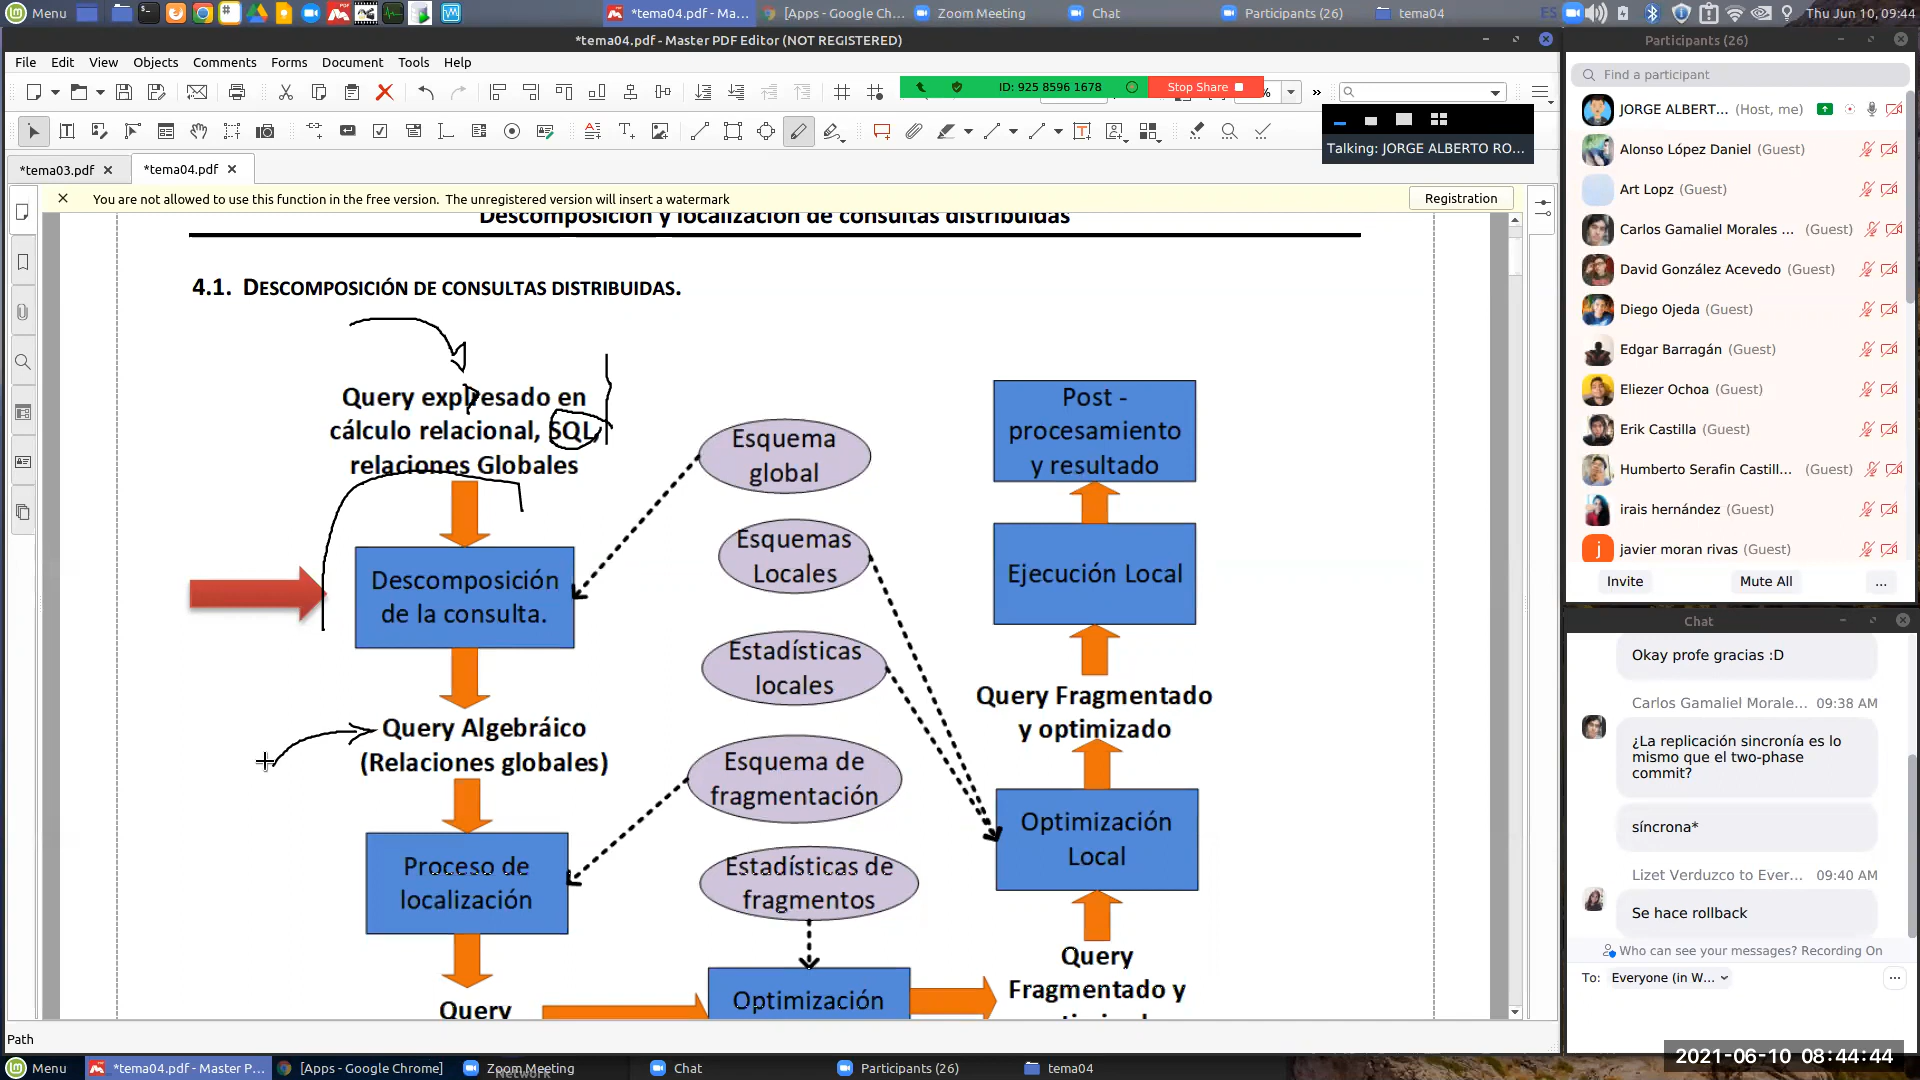 Menu
*tema04.pdf - Ma...
[Apps - Google Ch...
Zoom Meeting
Chat
Participants (26)
tema04
ES
Thu Jun 10, 09:44
*tema04.pdf - Master PDF Editor (NOT REGISTERED)
File Edit View Objects Comments Forms Document Tools Help
ID: 925 8596 1678
Stop Share
%
Talking: JORGE ALBERTO RO...
*tema03.pdf
*tema04.pdf
You are not allowed to use this function in the free version. The unregistered version will insert a watermark
Registration
Descomposición y localización de consultas distribuidas
4.1. DESCOMPOSICIÓN DE CONSULTAS DISTRIBUIDAS.
Query expresado en
cálculo relacional, SQL,
relaciones Globales
Descomposición
de la consulta.
Query Algebráico
(Relaciones globales)
Proceso de
localización
Query
Esquema
global
Esquemas
Locales
Estadísticas
locales
Esquema de
fragmentación
Estadísticas de
fragmentos
Optimización
Post -
procesamiento
y resultado
Ejecución Local
Query Fragmentado
y optimizado
Optimización
Local
Query
Fragmentado y
Path
Participants (26)
Find a participant
JORGE ALBERT... (Host, me)
Alonso López Daniel (Guest)
Art Lopz (Guest)
Carlos Gamaliel Morales ... (Guest)
David González Acevedo (Guest)
Diego Ojeda (Guest)
Edgar Barragán (Guest)
Eliezer Ochoa (Guest)
Erik Castilla (Guest)
Humberto Serafin Castill... (Guest)
irais hernández (Guest)
j javier moran rivas (Guest)
Invite
Mute All
...
Chat
Okay profe gracias :D
Carlos Gamaliel Morale... 09:38 AM
¿La replicación sincronía es lo
mismo que el two-phase
commit?
síncrona*
Lizet Verduzco to Ever... 09:40 AM
Se hace rollback
Who can see your messages? Recording On
To: Everyone (in W...
2021-06-10 08:44:44
Menu
*tema04.pdf - Master P...
[Apps - Google Chrome]
Zoom Meeting
Network
Chat
Participants (26)
tema04